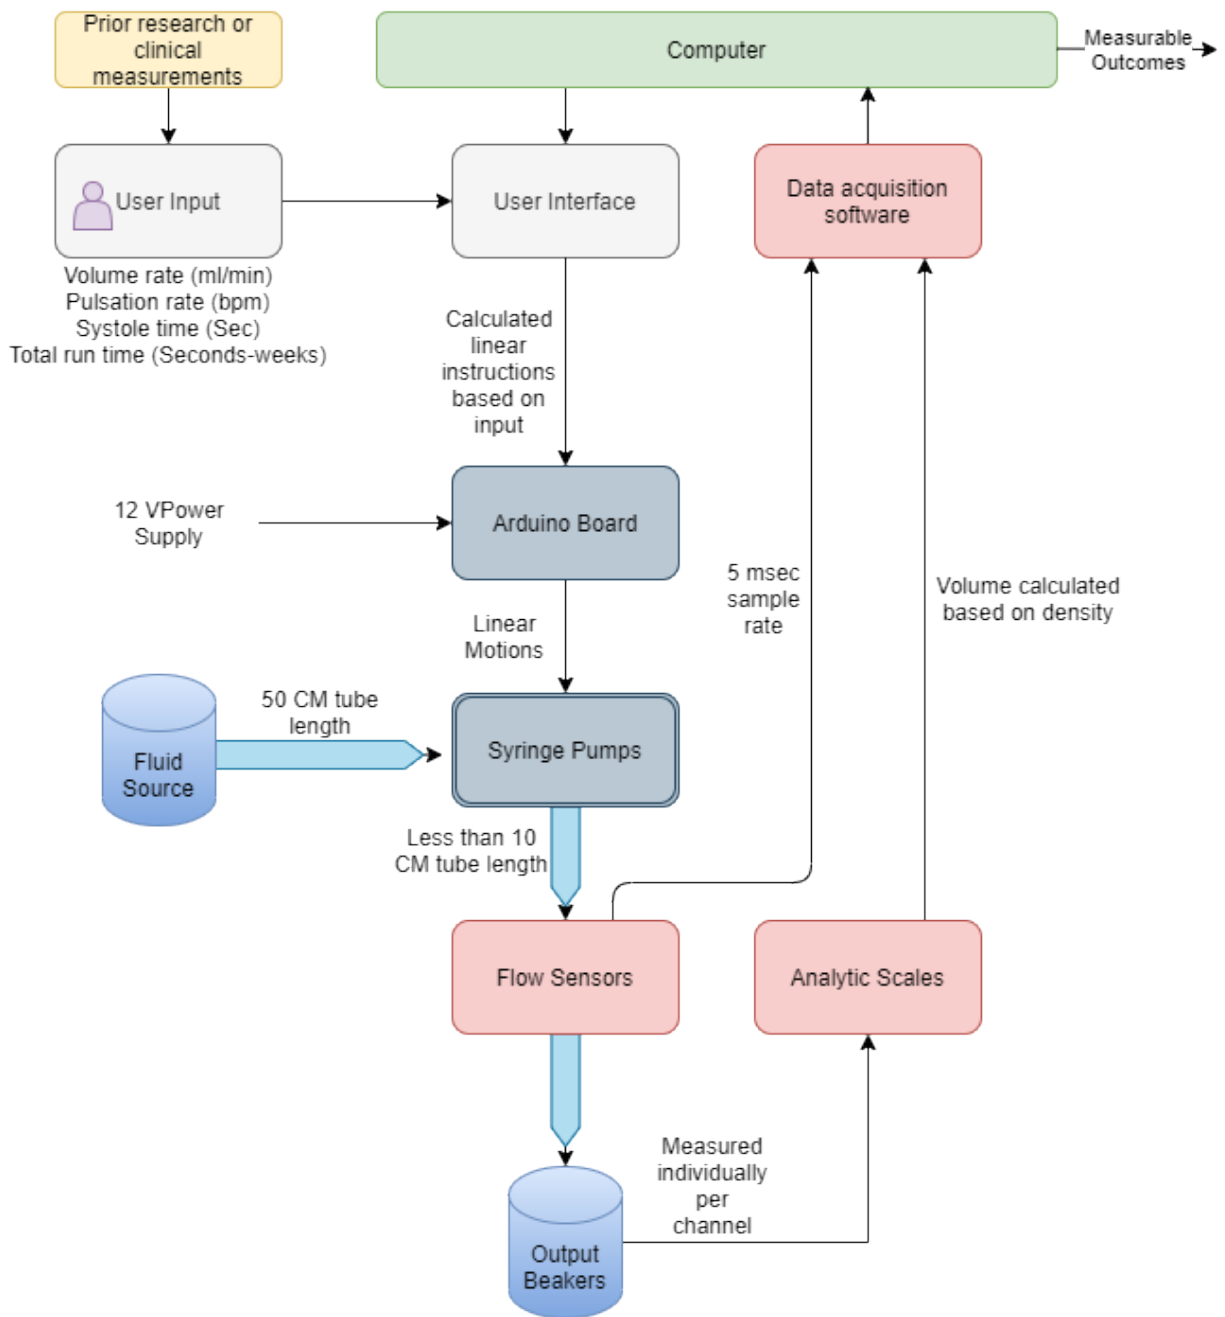 Prior research or
clinical
measurements
Computer
Measurable
Outcomes
User Input
User Interface
Data acquisition
software
Volume rate (ml/min)
Pulsation rate (bpm)
Systole time (Sec)
Total run time (Seconds-weeks)
Calculated
linear
instructions
based on
input
12 VPower
Supply
Arduino Board
5 msec
sample
rate
Volume calculated
based on density
Linear
Motions
50 CM tube
length
Fluid
Source
Syringe Pumps
Less than 10
CM tube length
Flow Sensors
Analytic Scales
Measured
individually
per
channel
Output
Beakers